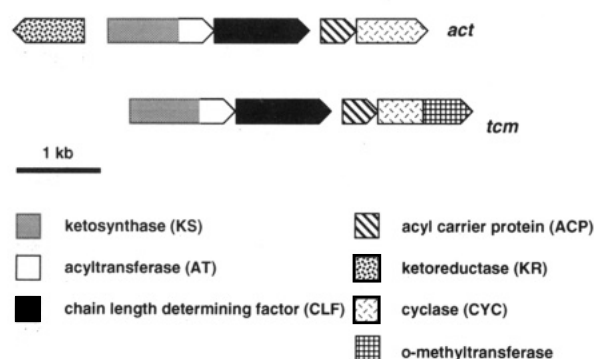 act
tcm
1 kb
ketosynthase (KS)
acyltransferase (AT)
chain length determining factor (CLF)
acyl carrier protein (ACP)
ketoreductase (KR)
cyclase (CYC)
o-methyltransferase